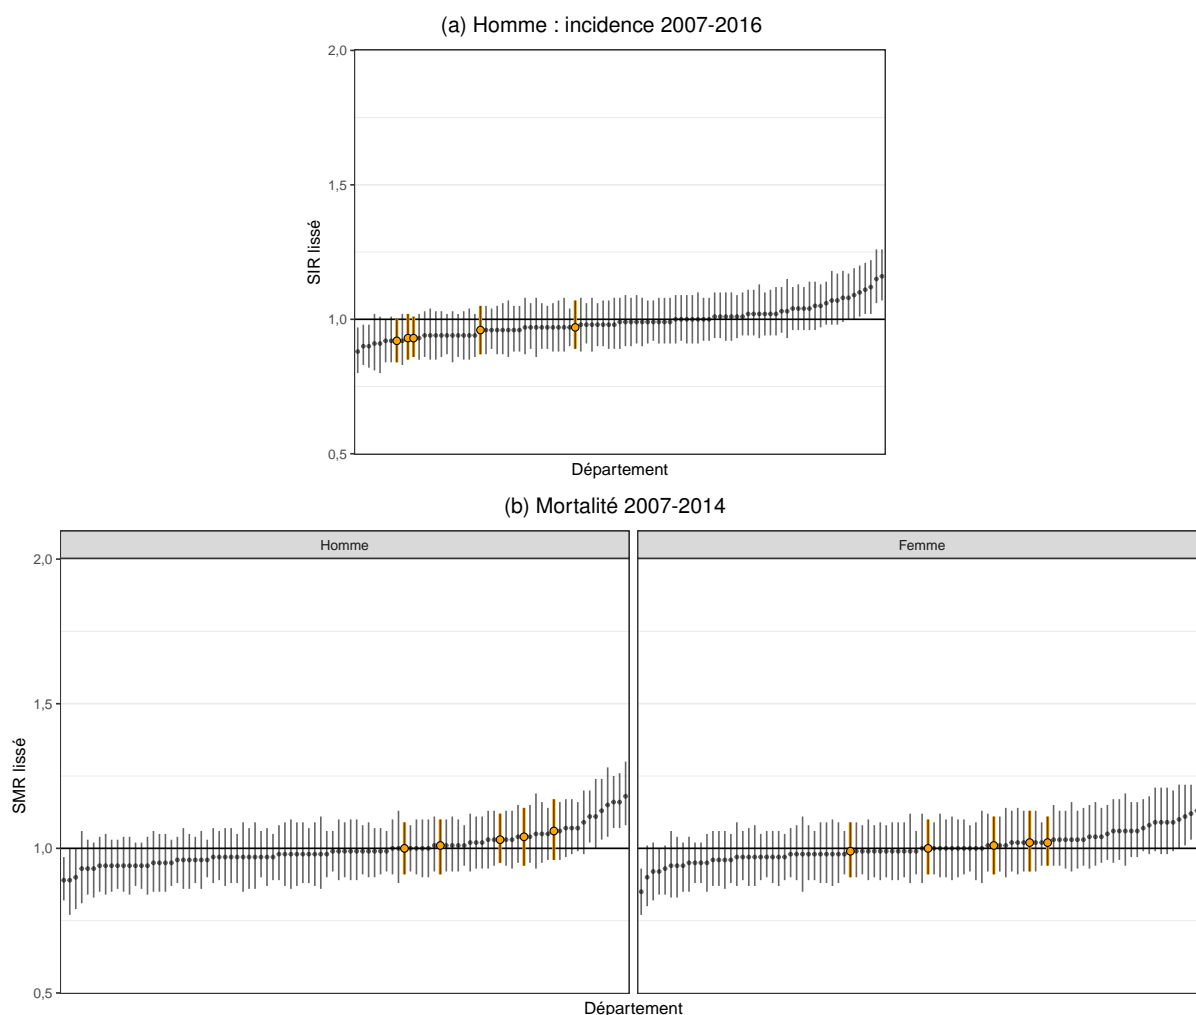 (a) Homme : incidence 2007-2016
2,0
1,5
1,0
0,5
SIR lissé
Département
(b) Mortalité 2007-2014
Homme
Femme
2,0
1,5
1,0
0,5
SMR lissé
Département